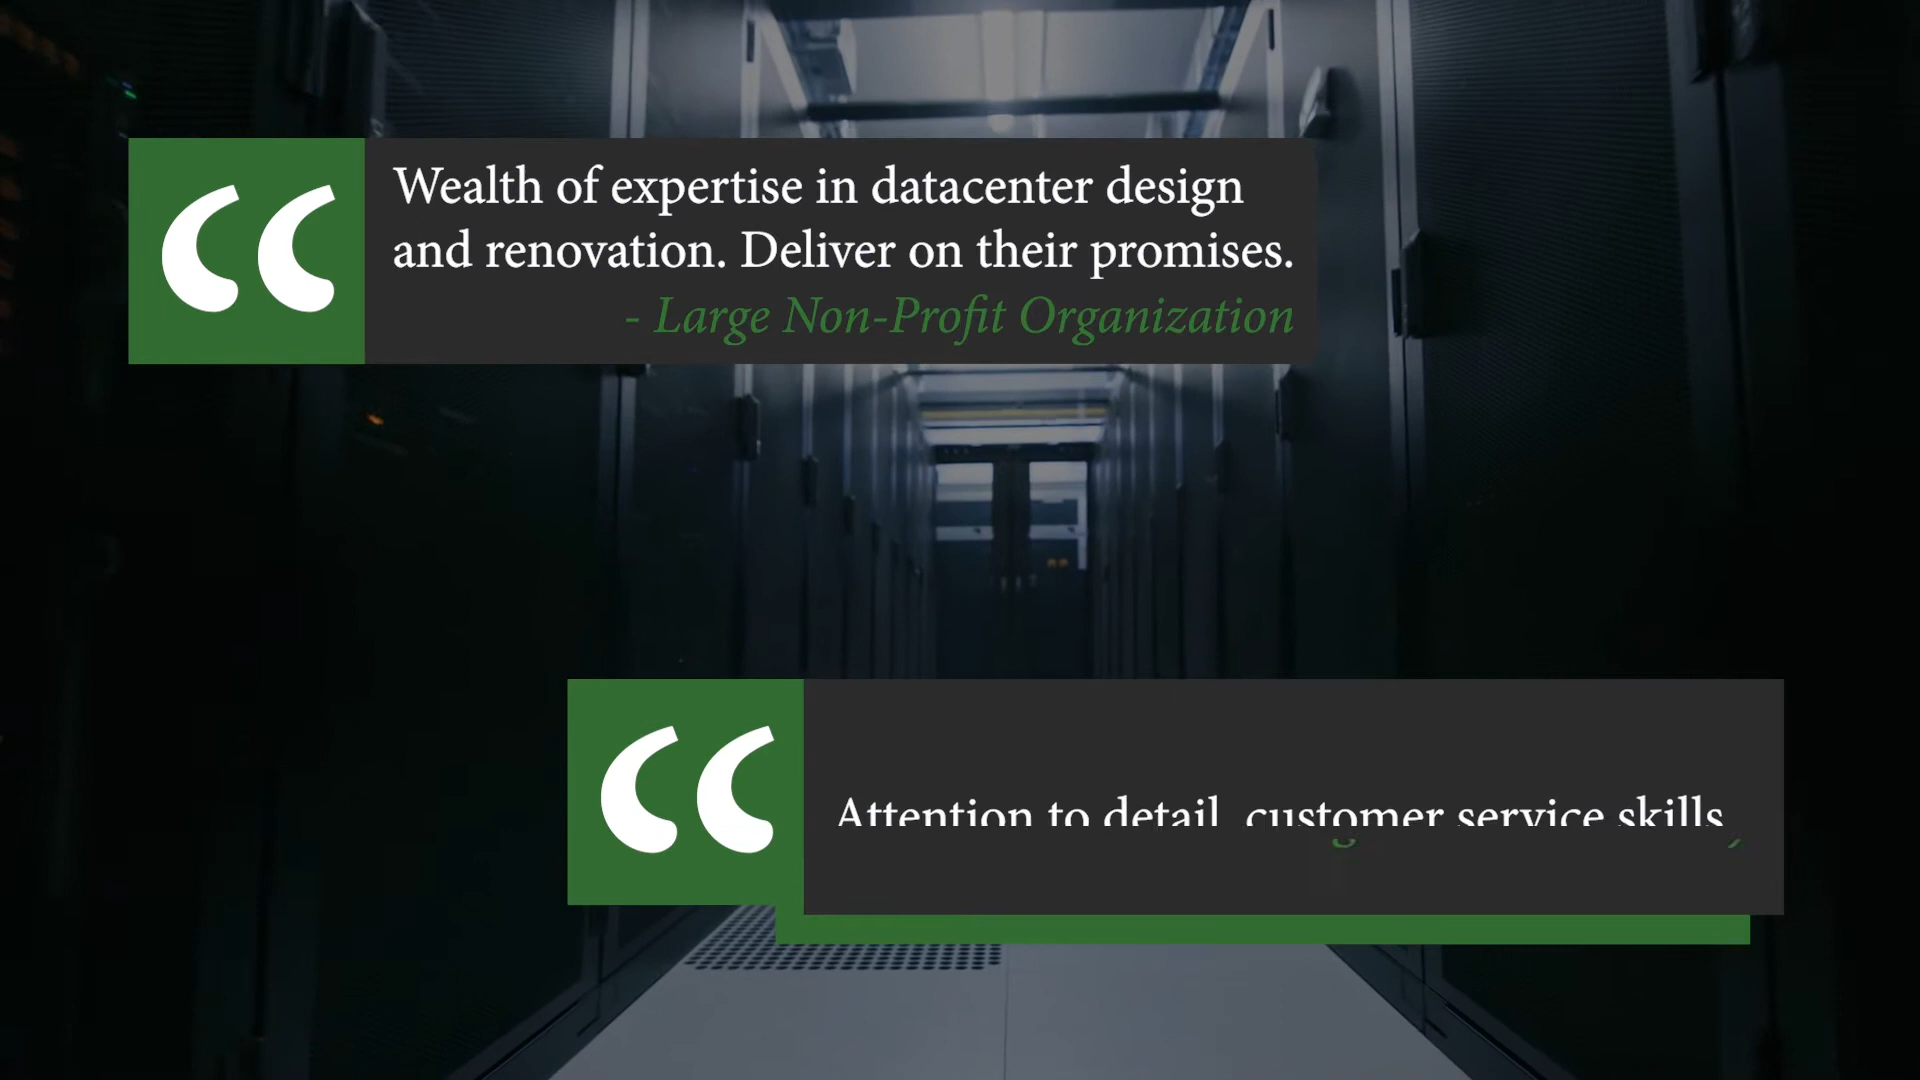 Wealth of expertise in datacenter design
and renovation. Deliver on their promises.
- Large Non-Profit Organization
Attention to detail, customer service skills,